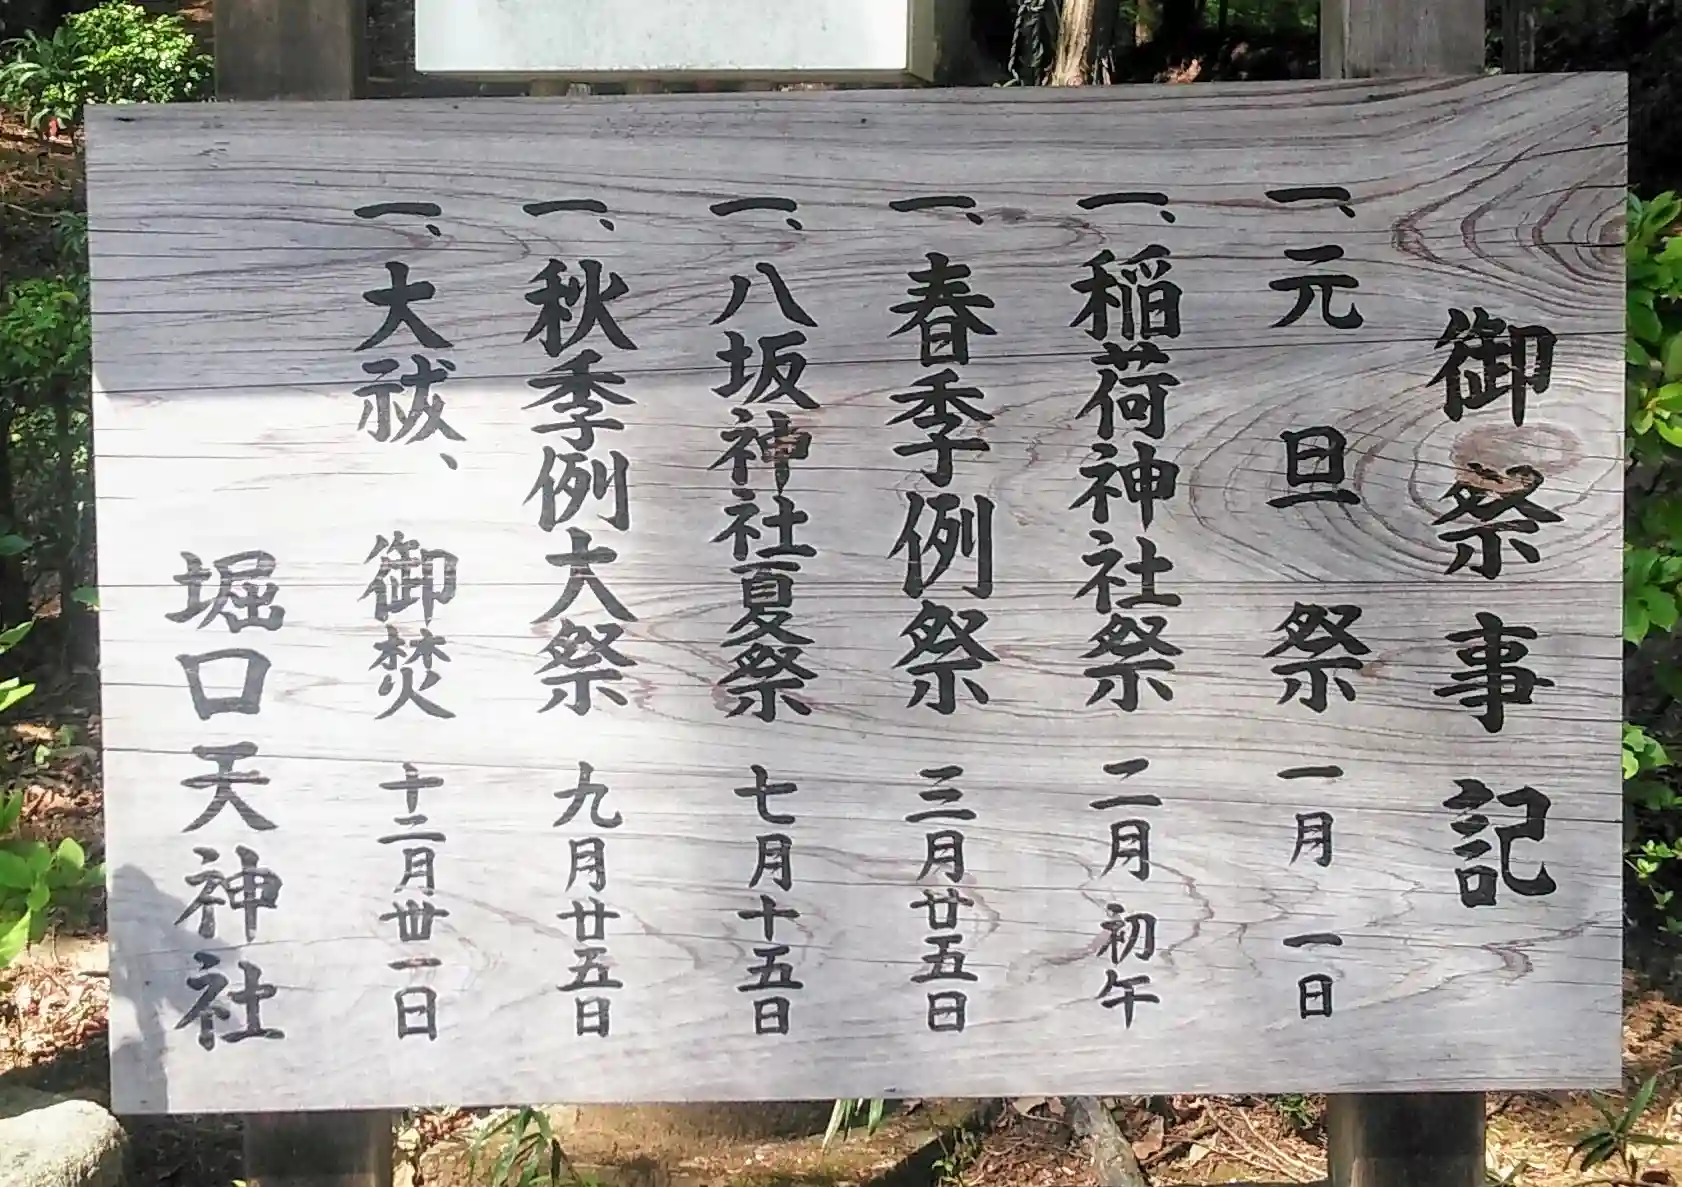 御祭事記
一、元旦祭 一月一日
一、稲荷神社祭 二月初午
一、春季例祭 三月廿五日
一、八坂神社夏祭 七月十五日
一、秋季例大祭 九月廿五日
一、大祓、御焚 十二月丗一日
堀口天神社